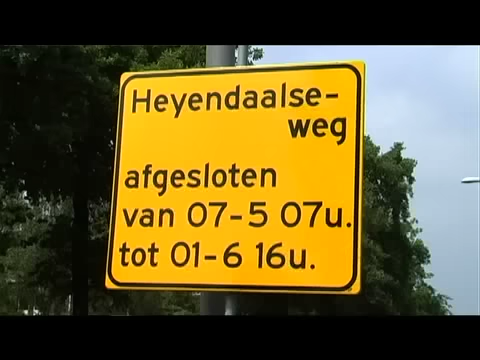 Heyendaalse-
weg
afgesloten
van 07-5 07u.
tot 01-6 16u.